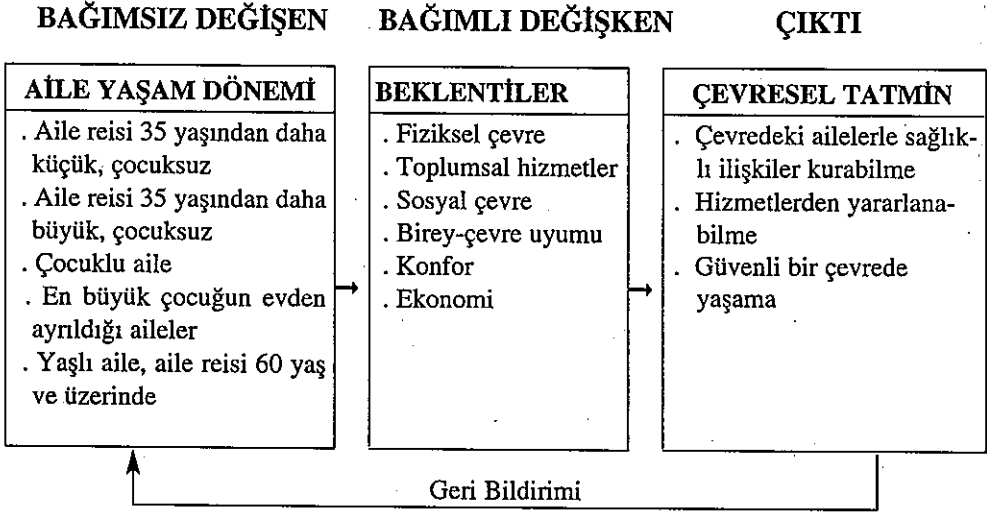 BAĞIMSIZ DEĞİŞEN
BAĞIMLI DEĞİŞKEN
ÇIKTI
AİLE YAŞAM DÖNEMİ
. Aile reisi 35 yaşından daha
küçük, çocuksuz
. Aile reisi 35 yaşından daha
büyük, çocuksuz
. Çocuklu aile
. En büyük çocuğun evden
ayrıldığı aileler
. Yaşlı aile, aile reisi 60 yaş
ve üzerinde
BEKLENTİLER
. Fiziksel çevre
. Toplumsal hizmetler
. Sosyal çevre
. Birey-çevre uyumu
. Konfor
. Ekonomi
ÇEVRESEL TATMİN
. Çevredeki ailelerle sağlık-
lı ilişkiler kurabilme
. Hizmetlerden yararlana-
bilme
. Güvenli bir çevrede
yaşama
Geri Bildirimi